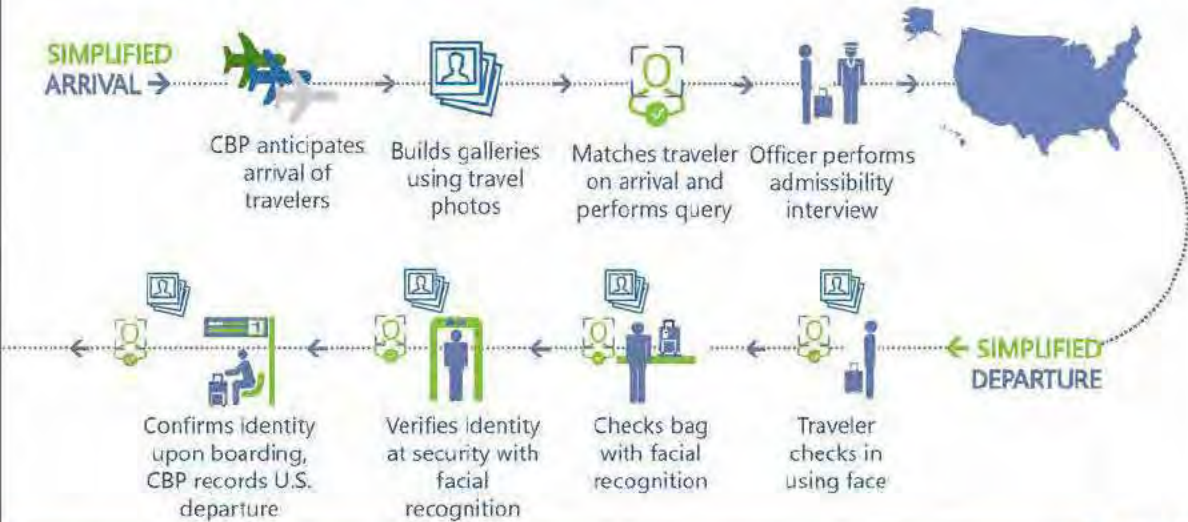 SIMPLIFIED
ARRIVAL
CBP anticipates
arrival of
travelers
Builds galleries
using travel
photos
Matches traveler
on arrival and
performs query
Officer performs
admissibility
interview
SIMPLIFIED
DEPARTURE
Traveler
checks in
using face
Checks bag
with facial
recognition
Verifies identity
at security with
facial
recognition
1
Confirms identity
upon boarding,
CBP records U.S.
departure